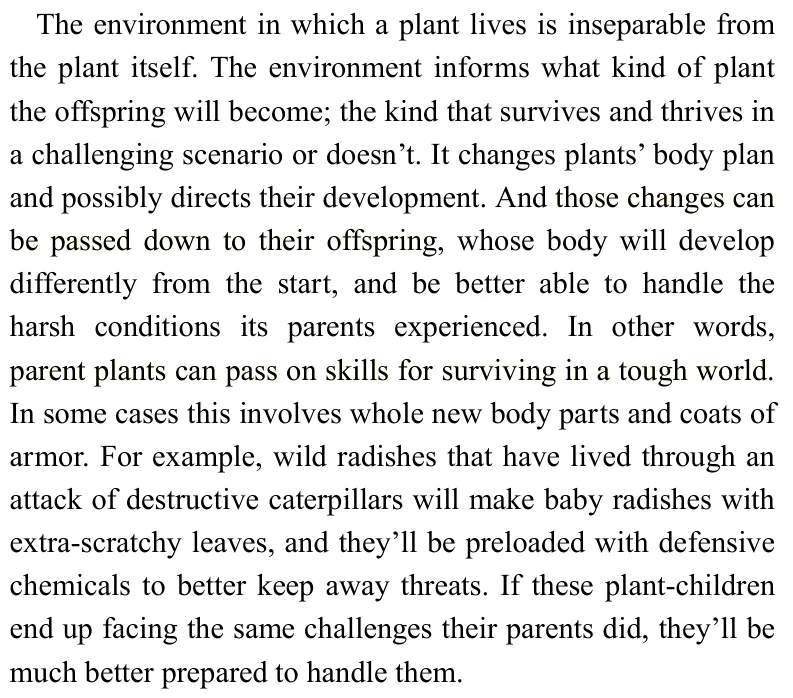 The environment in which a plant lives is inseparable from
the plant itself. The environment informs what kind of plant
the offspring will become; the kind that survives and thrives in
a challenging scenario or doesn’t. It changes plants’ body plan
and possibly directs their development. And those changes can
be passed down to their offspring, whose body will develop
differently from the start, and be better able to handle the
harsh conditions its parents experienced. In other words,
parent plants can pass on skills for surviving in a tough world.
In some cases this involves whole new body parts and coats of
armor. For example, wild radishes that have lived through an
attack of destructive caterpillars will make baby radishes with
extra-scratchy leaves, and they’ll be preloaded with defensive
chemicals to better keep away threats. If these plant-children
end up facing the same challenges their parents did, they’ll be
much better prepared to handle them.